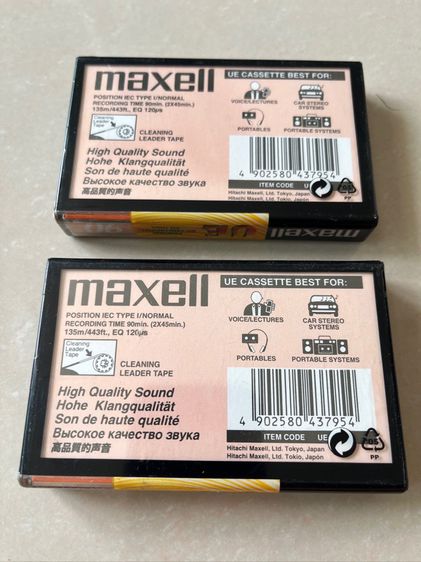 maxell
POSITION IEC TYPE I/NORMAL
RECORDING TIME 90min. (2X45min.)
135m/443ft., EQ 120µs
Cleaning
Leader Tape
CLEANING
LEADER TAPE
High Quality Sound
Hohe Klangqualität
Son de haute qualité
Высокое качество звука
高品質的声音
UE CASSETTE BEST FOR:
VOICE/LECTURES
CAR STEREO
SYSTEMS
PORTABLES
PORTABLE SYSTEMS
4 902580 437954
ITEM CODE UE
Hitachi Maxell, Ltd. Tokyo, Japan
Hitachi Maxell, Ltd. Tokio, Japón
05
PP
90
UE
maxell
maxell
POSITION IEC TYPE I/NORMAL
RECORDING TIME 90min. (2X45min.)
135m/443ft., EQ 120µs
Cleaning
Leader
Tape
CLEANING
LEADER TAPE
High Quality Sound
Hohe Klangqualität
Son de haute qualité
Высокое качество звука
高品質的声音
UE CASSETTE BEST FOR:
VOICE/LECTURES
CAR STEREO
SYSTEMS
PORTABLES
PORTABLE SYSTEMS
4 902580 437954
ITEM CODE UE
Hitachi Maxell, Ltd. Tokyo, Japan
Hitachi Maxell, Ltd. Tokio, Japón
05
PP